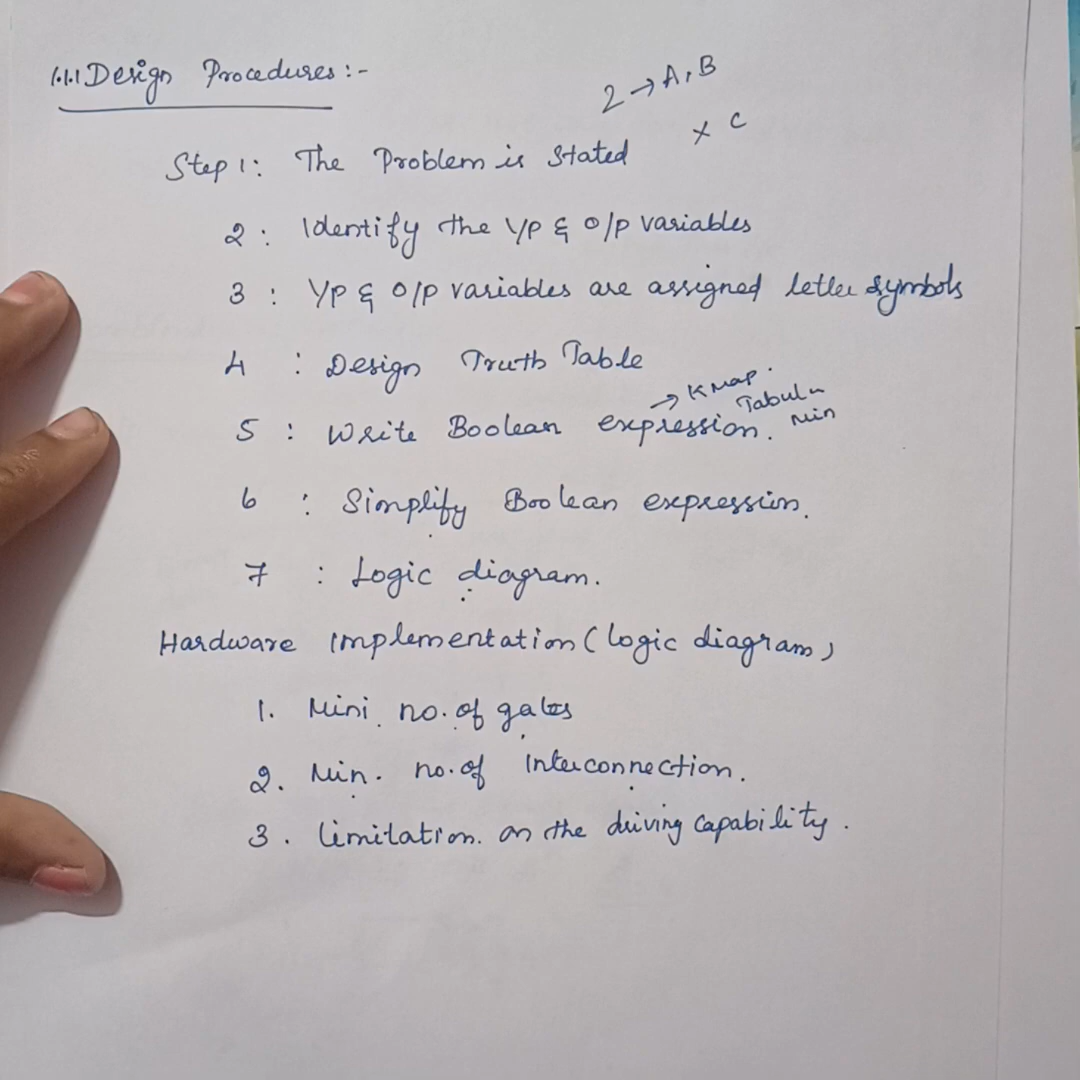 1.1.1 Design Procedures :-
2 → A, B
x C
Step 1: The Problem is stated
2 : Identify the I/P & O/P variables
3 : I/P & O/P variables are assigned letter symbols
4 : Design Truth Table
→ K Map.
Tabul
Min
5 : Write Boolean expression.
6 : Simplify Boolean expression.
7 : Logic diagram.
Hardware implementation (logic diagram)
1. Mini. no. of gates
2. Min. no. of interconnection.
3. limitation. on the driving capability.